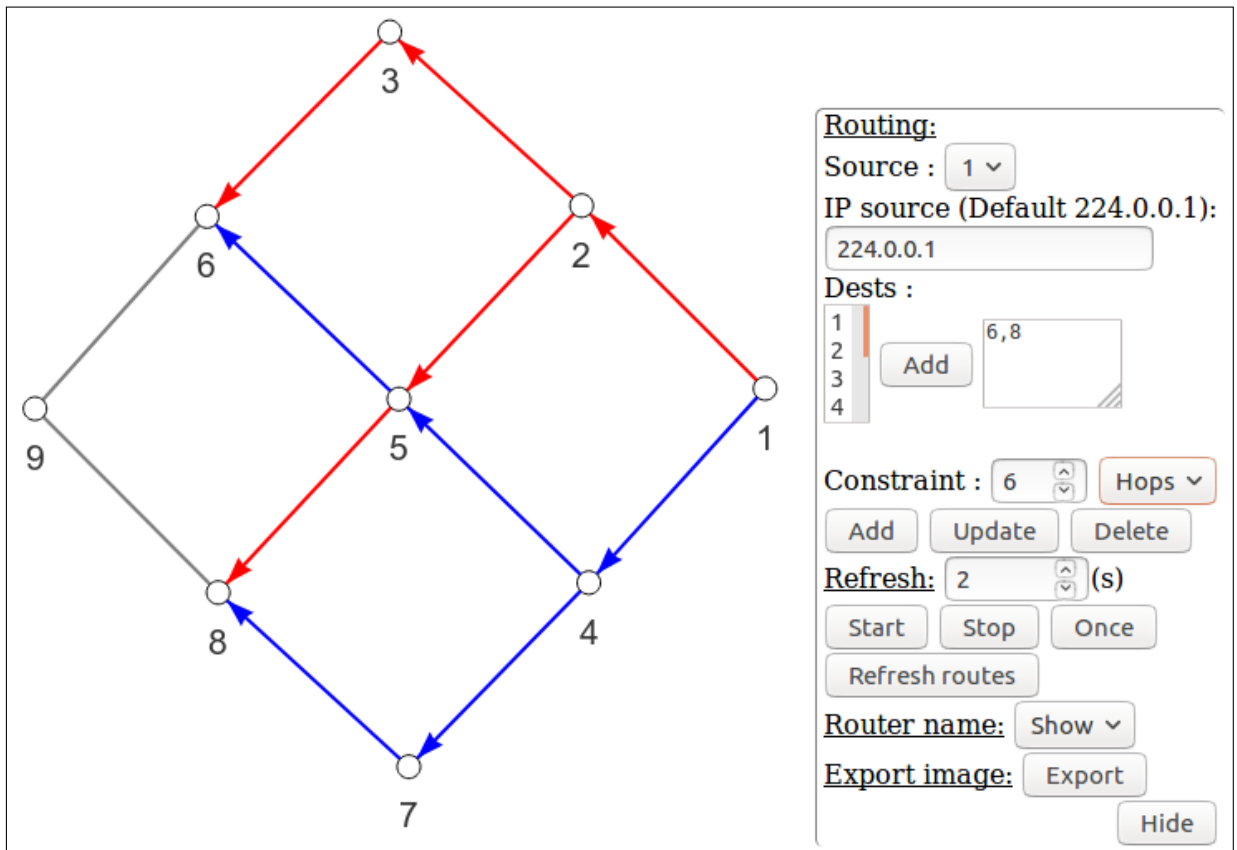 3
6
2
9
5
1
8
4
7
Routing:
Source : 1
IP source (Default 224.0.0.1):
224.0.0.1
Dests :
1
2
3
4
Add
6,8
Constraint : 6 Hops
Add Update Delete
Refresh: 2 (s)
Start Stop Once
Refresh routes
Router name: Show
Export image: Export
Hide